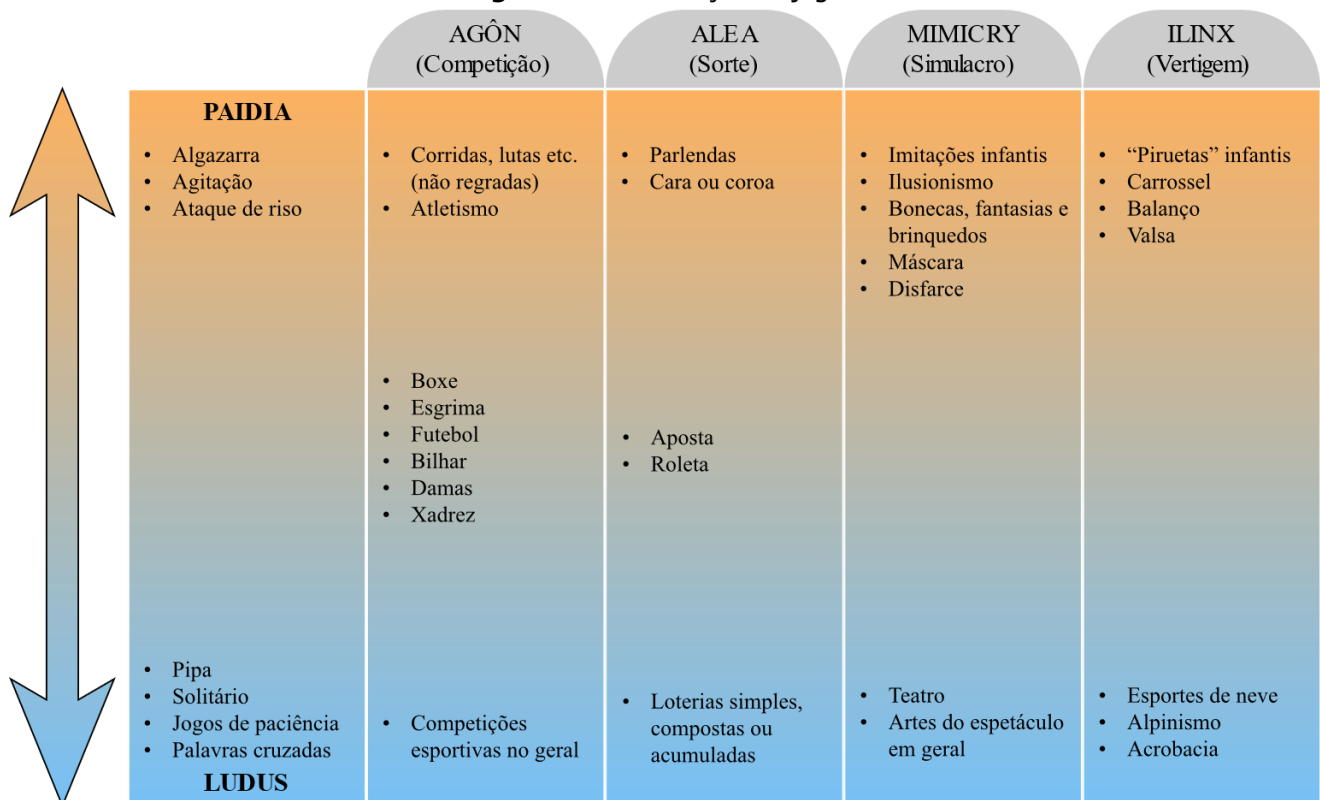 AGÔN
(Competição)
ALEA
(Sorte)
MIMICRY
(Simulacro)
ILINX
(Vertigem)
PAIDIA
• Algazarra
• Agitação
• Ataque de riso
• Pipa
• Solitário
• Jogos de paciência
• Palavras cruzadas
LUDUS
• Corridas, lutas etc.
(não regradas)
• Atletismo
• Boxe
• Esgrima
• Futebol
• Bilhar
• Damas
• Xadrez
• Competições
esportivas no geral
• Parlendas
• Cara ou coroa
• Aposta
• Roleta
• Loterias simples,
compostas ou
acumuladas
• Imitações infantis
• Ilusionismo
• Bonecas, fantasias e
brinquedos
• Máscara
• Disfarce
• Teatro
• Artes do espetáculo
em geral
• “Piruetas” infantis
• Carrossel
• Balanço
• Valsa
• Esportes de neve
• Alpinismo
• Acrobacia